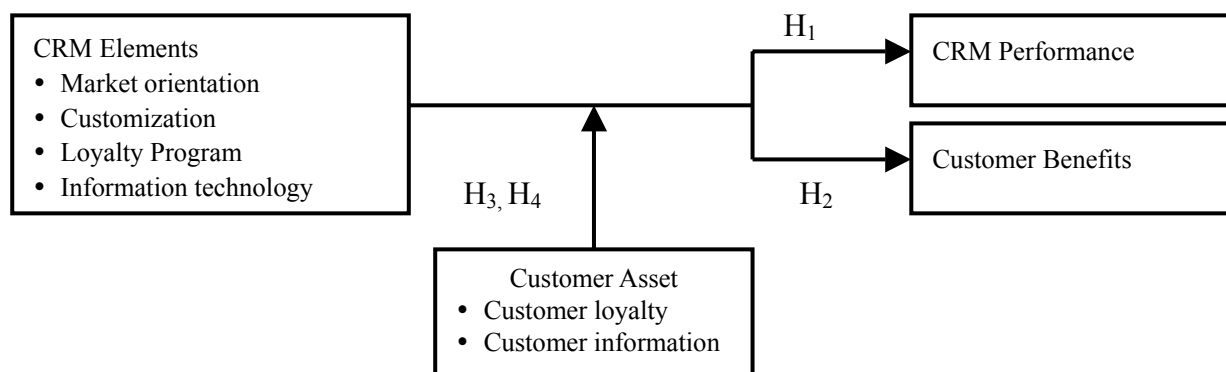 CRM Elements
• Market orientation
• Customization
• Loyalty Program
• Information technology
H1
CRM Performance
Customer Benefits
H2
H3, H4
Customer Asset
• Customer loyalty
• Customer information